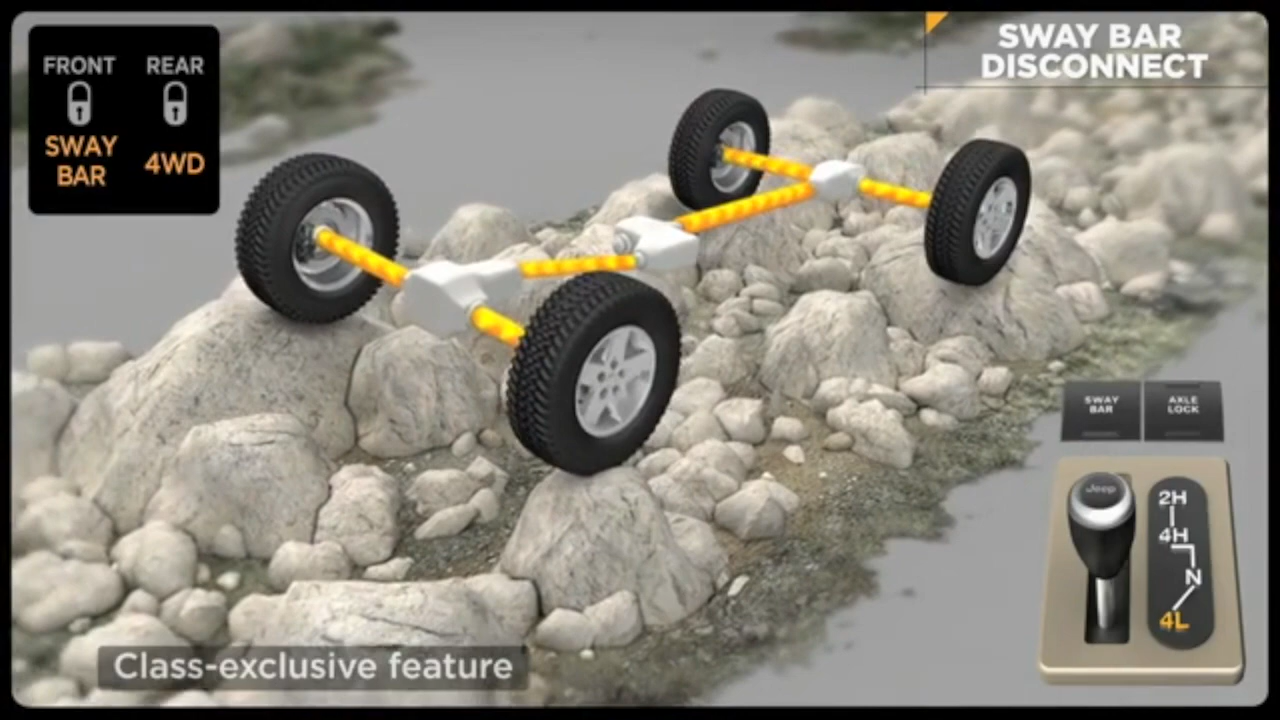 FRONT REAR
SWAY
BAR
4WD
SWAY BAR
DISCONNECT
SWAY
BAR
AXLE
LOCK
Jeep
2H
4H
N
4L
Class-exclusive feature